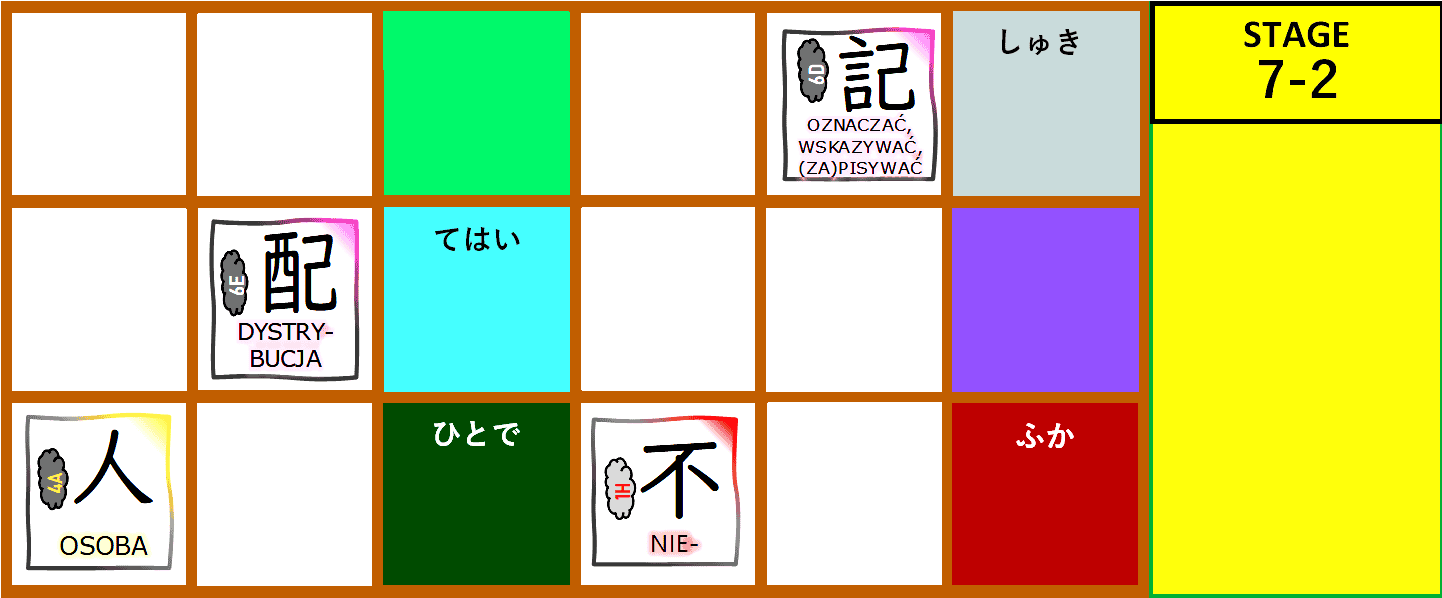 6D
記
OZNACZAĆ,
WSKAZYWAĆ,
(ZA)PISYWAĆ
しゅき
STAGE
7-2
6E
配
DYSTRY-
BUCJA
てはい
4A
人
OSOBA
ひとで
1H
不
NIE-
ふか